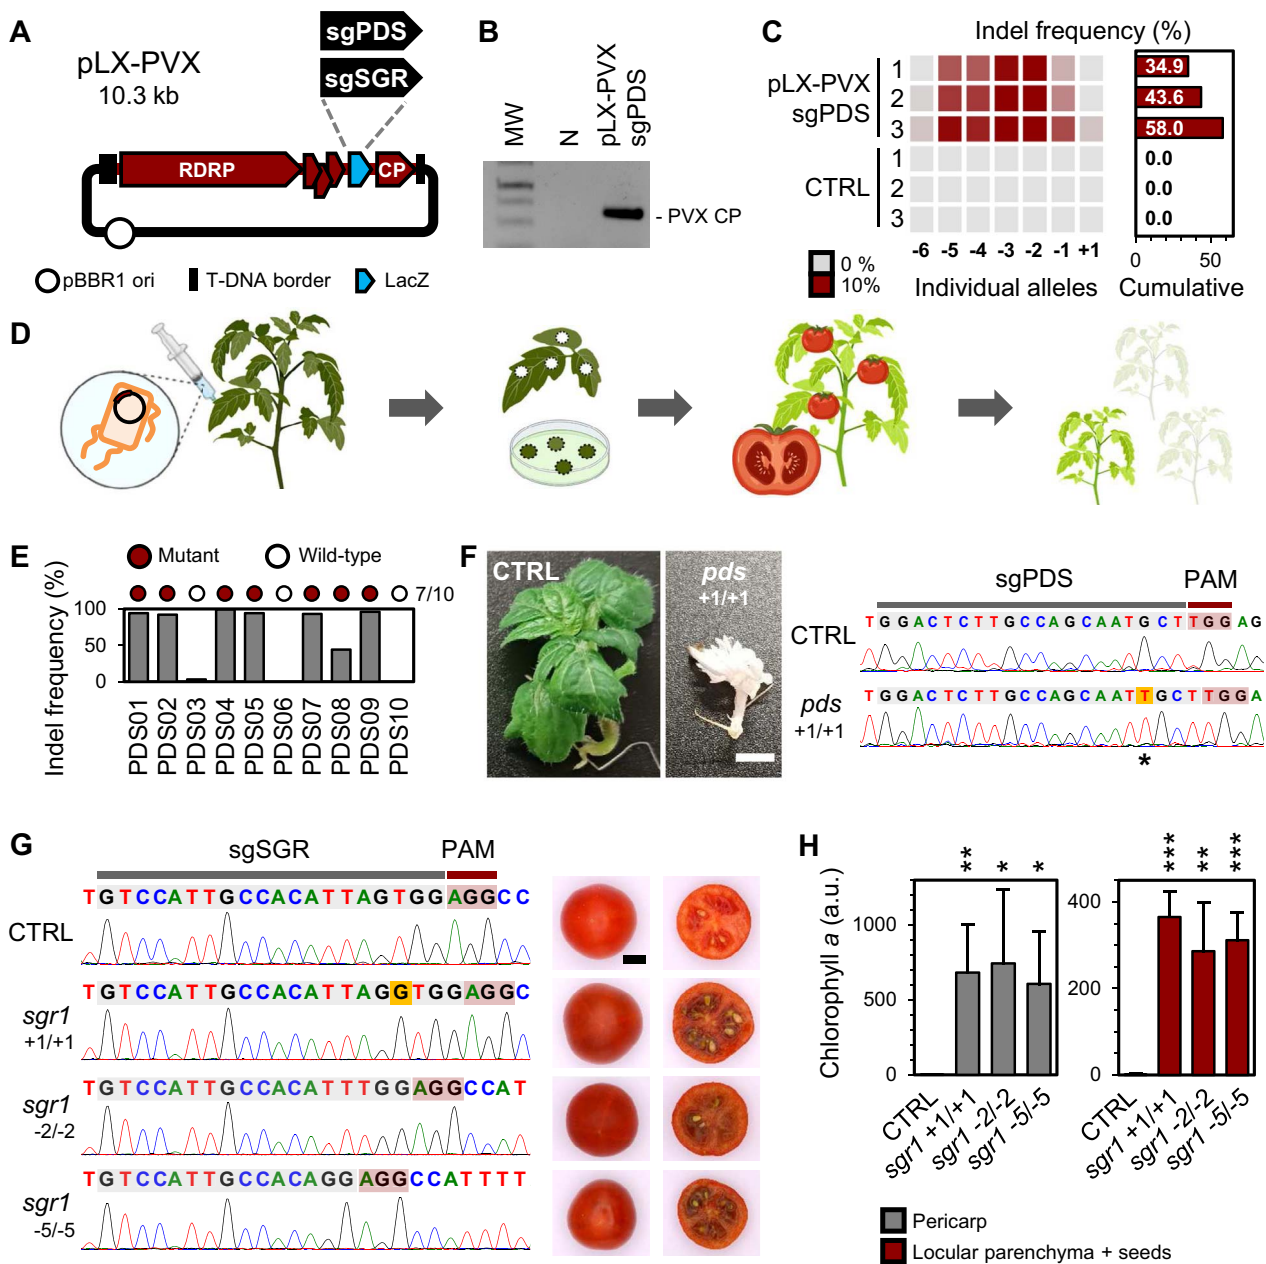 A
pLX-PVX
10.3 kb
sgPDS
sgSGR
RDRP
CP
pBBR1 ori
T-DNA border
LacZ
B
MW
N
pLX-PVX
sgPDS
- PVX CP
C
Indel frequency (%)
pLX-PVX
sgPDS
1
2
3
CTRL
1
2
3
34.9
43.6
58.0
0.0
0.0
0.0
-6 -5 -4 -3 -2 -1 +1
0 50
0 %
10%
Individual alleles
Cumulative
D
E
Mutant
Wild-type
7/10
Indel frequency (%)
100
50
0
PDS01
PDS02
PDS03
PDS04
PDS05
PDS06
PDS07
PDS08
PDS09
PDS10
F
CTRL
pds
+1/+1
sgPDS
PAM
CTRL
TGGACTCTTGCCAGCAATGCTTGGAG
pds
+1/+1
TGGACTCTTGCCAGCAATTGCTTGGA
*
G
sgSGR
PAM
CTRL
TGTCCATTGCCACATTAGTGGAGGCC
sgr1
+1/+1
TGTCCATTGCCACATTAGGTGGAGGC
sgr1
-2/-2
TGTCCATTGCCACATTTGGAGGCCAT
sgr1
-5/-5
TGTCCATTGCCACAGGAGGCCATTTT
H
Chlorophyll a (a.u.)
1000
500
0
** * *
CTRL
sgr1 +1/+1
sgr1 -2/-2
sgr1 -5/-5
400
200
0
*** ** ***
CTRL
sgr1 +1/+1
sgr1 -2/-2
sgr1 -5/-5
Pericarp
Locular parenchyma + seeds